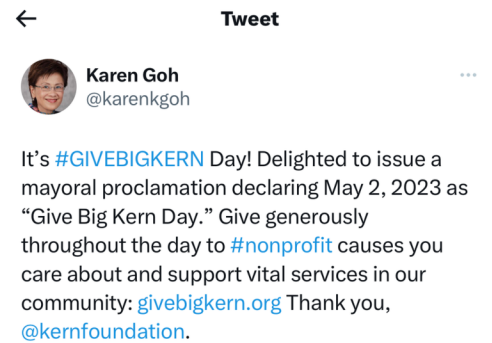 Tweet
Karen Goh
@karenkgoh
It’s #GIVEBIGKERN Day! Delighted to issue a
mayoral proclamation declaring May 2, 2023 as
“Give Big Kern Day.” Give generously
throughout the day to #nonprofit causes you
care about and support vital services in our
community: givebigkern.org Thank you,
@kernfoundation.